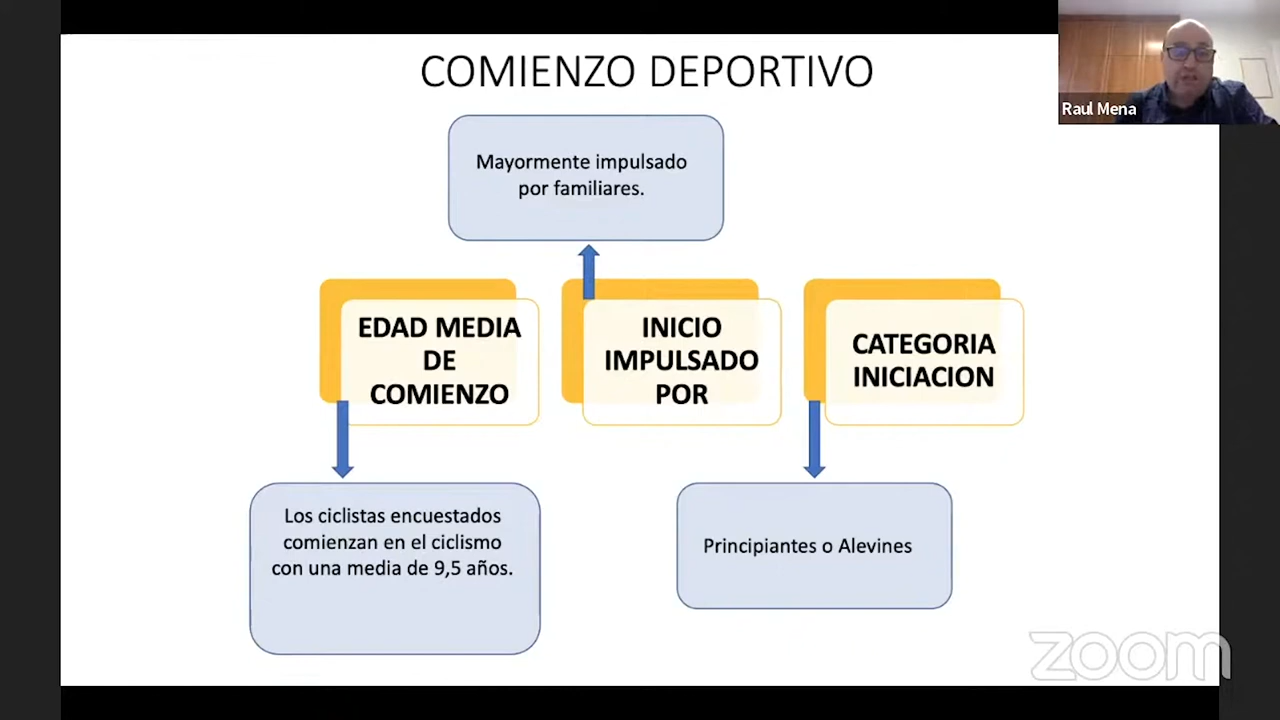 COMIENZO DEPORTIVO
Raul Mena
Mayormente impulsado
por familiares.
EDAD MEDIA
DE
COMIENZO
INICIO
IMPULSADO
POR
CATEGORIA
INICIACION
Los ciclistas encuestados
comienzan en el ciclismo
con una media de 9,5 años.
Principiantes o Alevines
zoom